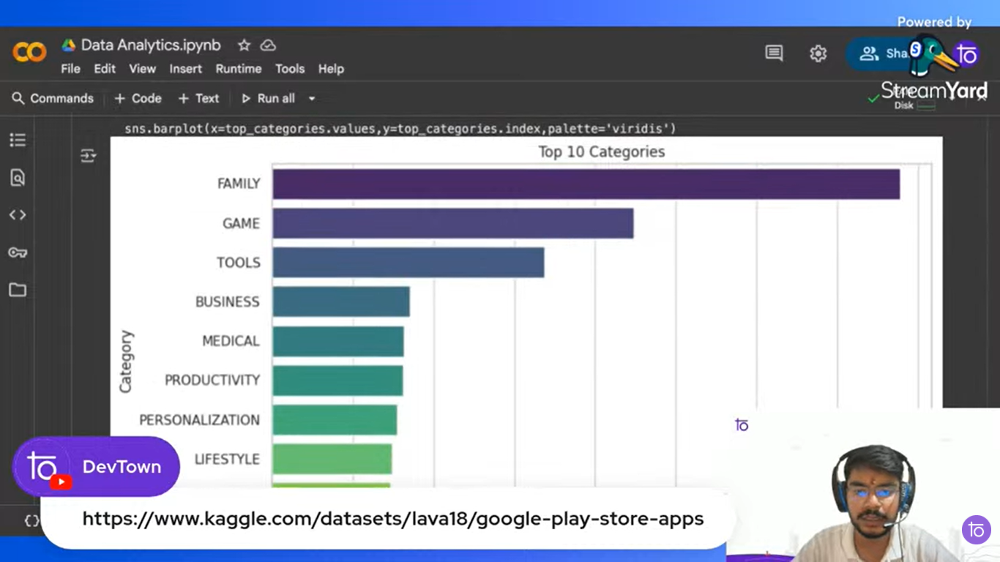 Powered by
StreamYard
Data Analytics.ipynb
Sha
File Edit View Insert Runtime Tools Help
Commands + Code + Text Run all
Disk
sns.barplot(x=top_categories.values,y=top_categories.index,palette='viridis')
Top 10 Categories
FAMILY
GAME
TOOLS
BUSINESS
MEDICAL
PRODUCTIVITY
PERSONALIZATION
LIFESTYLE
Category
DevTown
https://www.kaggle.com/datasets/lava18/google-play-store-apps